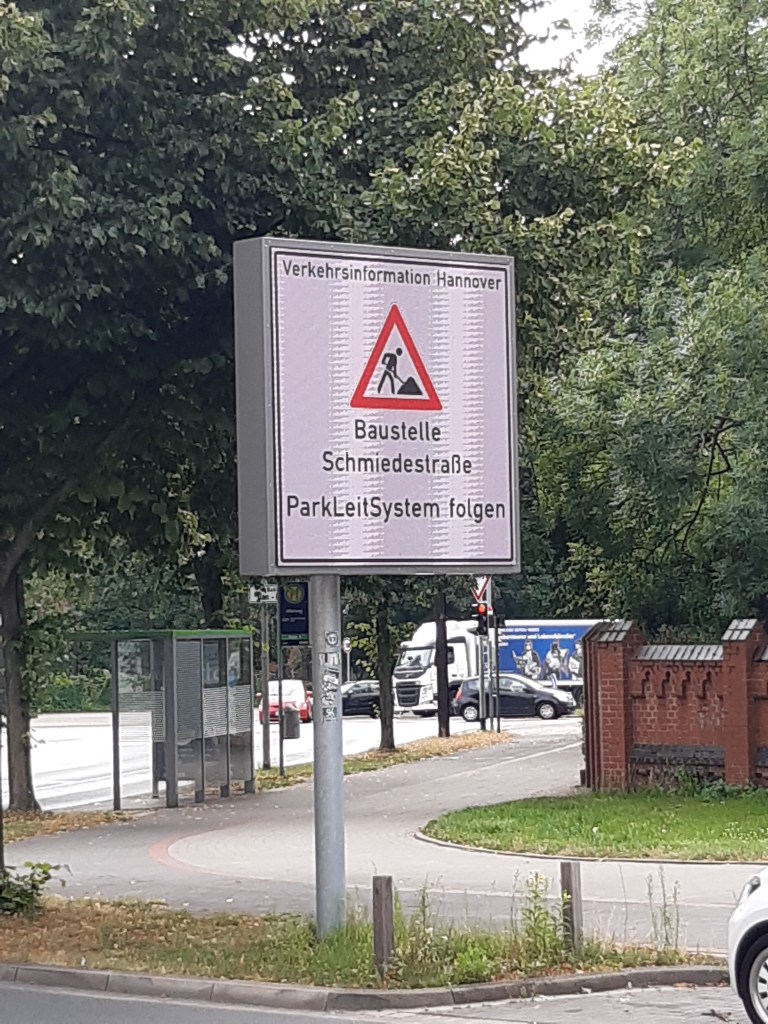 Verkehrsinformation Hannover
Baustelle
Schmiedestraße
ParkLeitSystem folgen